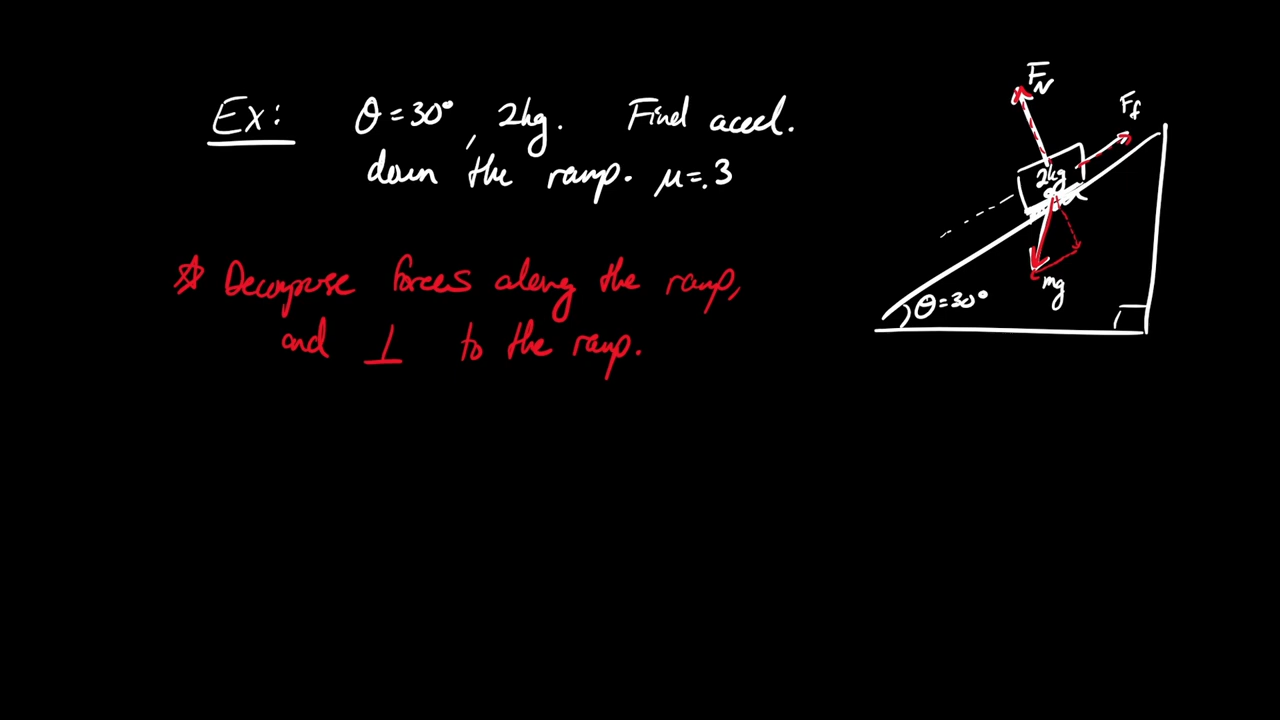 Ex: θ = 30°, 2kg. Find accel.
down the ramp. μ = .3
☆ Decompose forces along the ramp,
and ⊥ to the ramp.
F_N
F_f
2kg
mg
θ = 30°